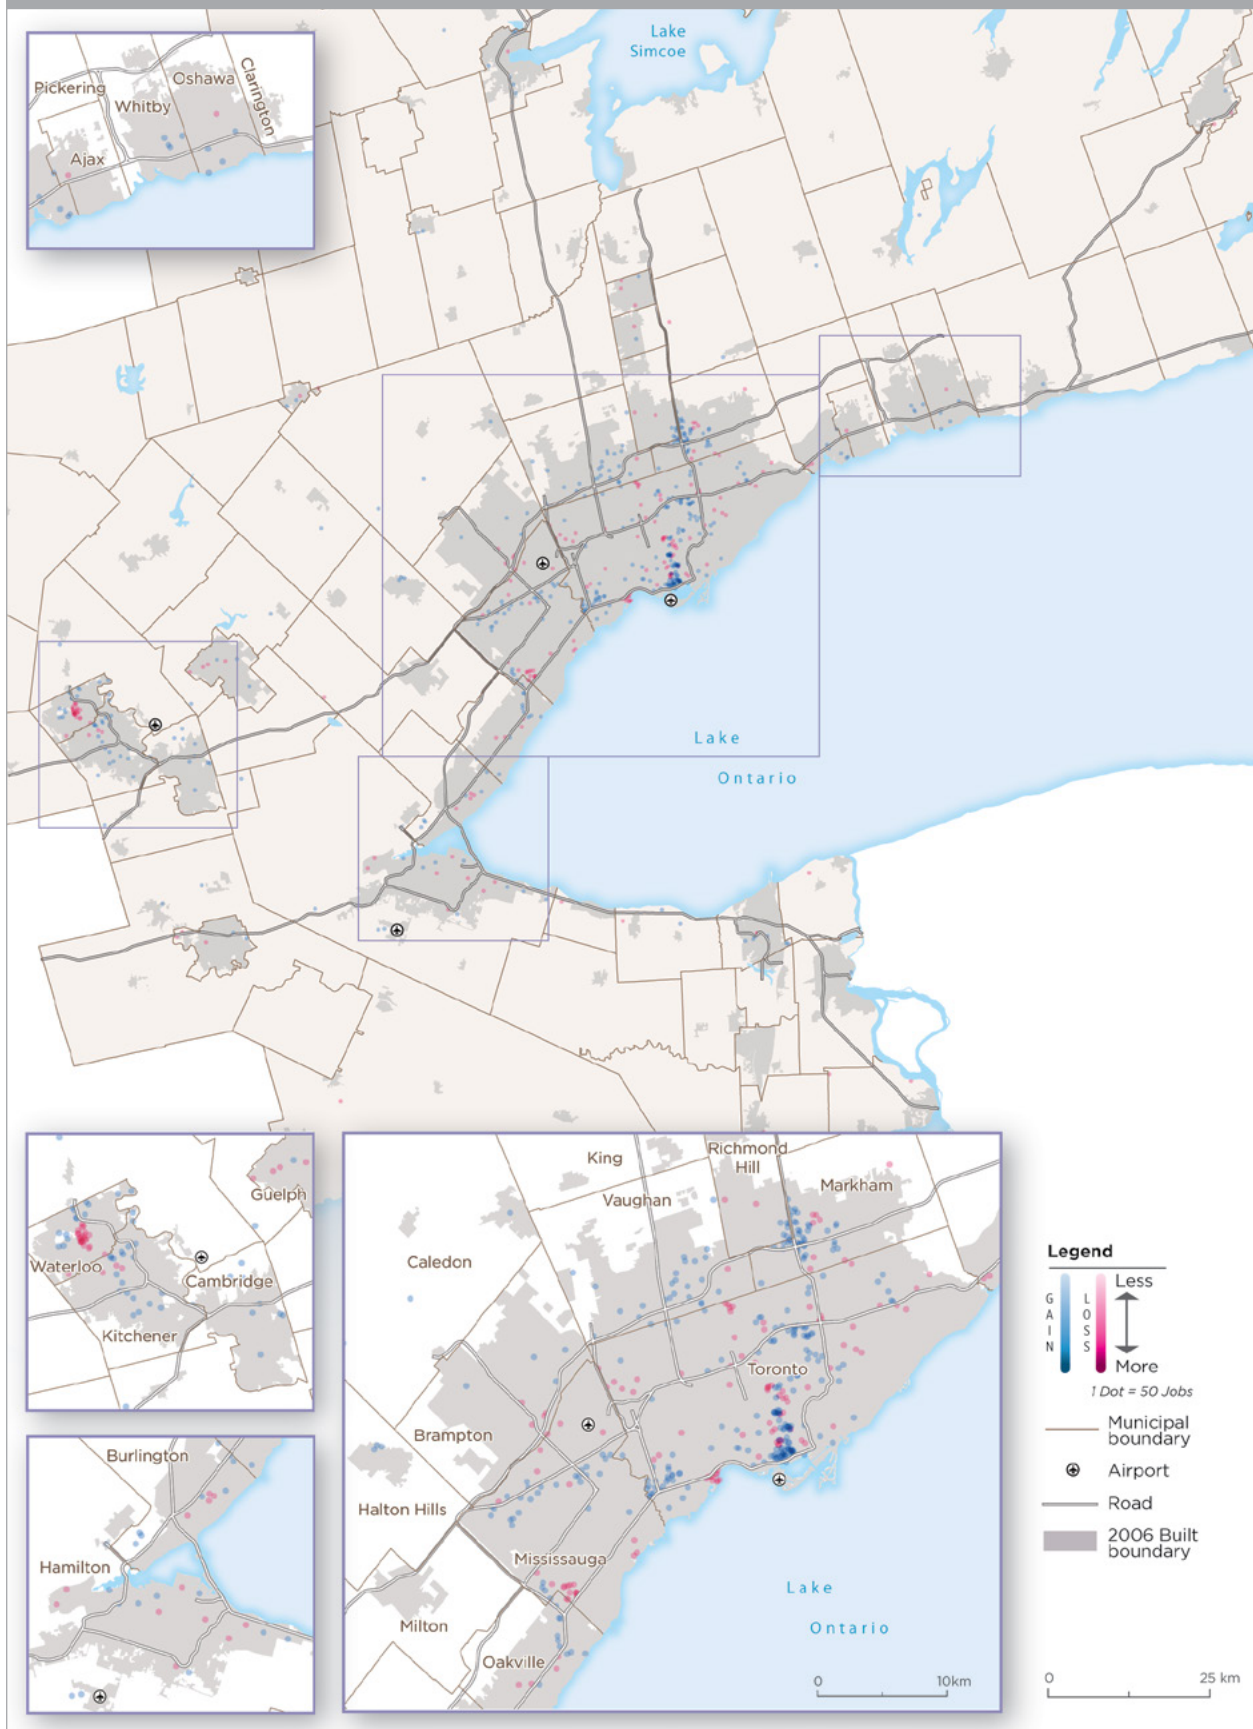 Lake
Simcoe
Pickering
Whitby
Oshawa
Clarington
Ajax
Lake
Ontario
Guelph
Waterloo
Cambridge
Kitchener
Burlington
Hamilton
King
Richmond
Hill
Vaughan
Markham
Caledon
Toronto
Brampton
Halton Hills
Mississauga
Milton
Oakville
Lake
Ontario
0 10km
Legend
GAIN
LOSS
Less
More
1 Dot = 50 Jobs
Municipal
boundary
Airport
Road
2006 Built
boundary
0 25 km